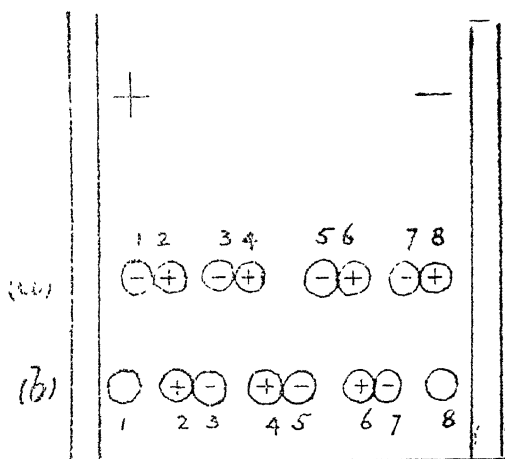 + −
1 2 3 4 5 6 7 8
− + − + − + − +
(b) + − + − + −
1 2 3 4 5 6 7 8